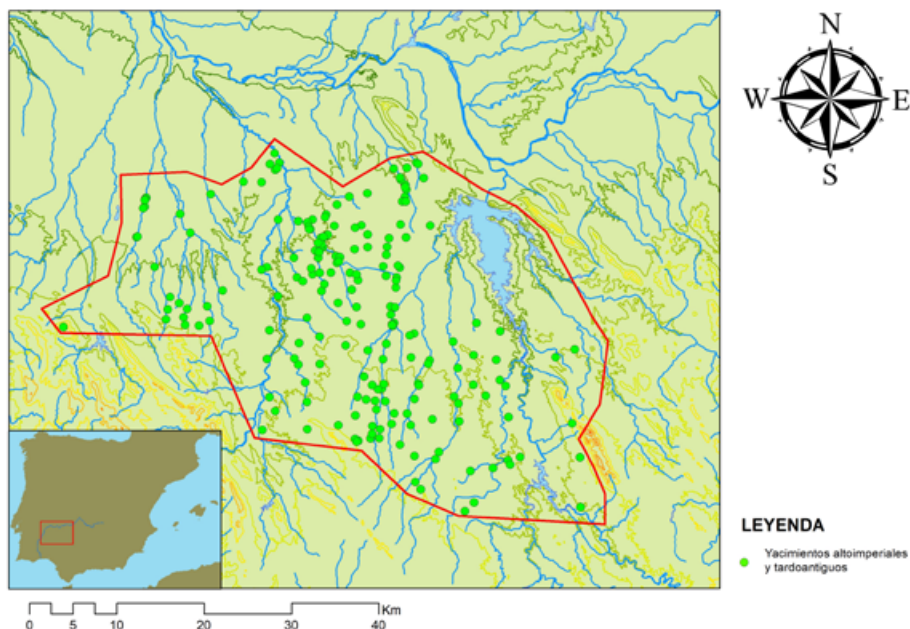 N
W E
S
LEYENDA
Yacimientos altoimperiales
y tardoantiguos
Km
0 5 10 20 30 40